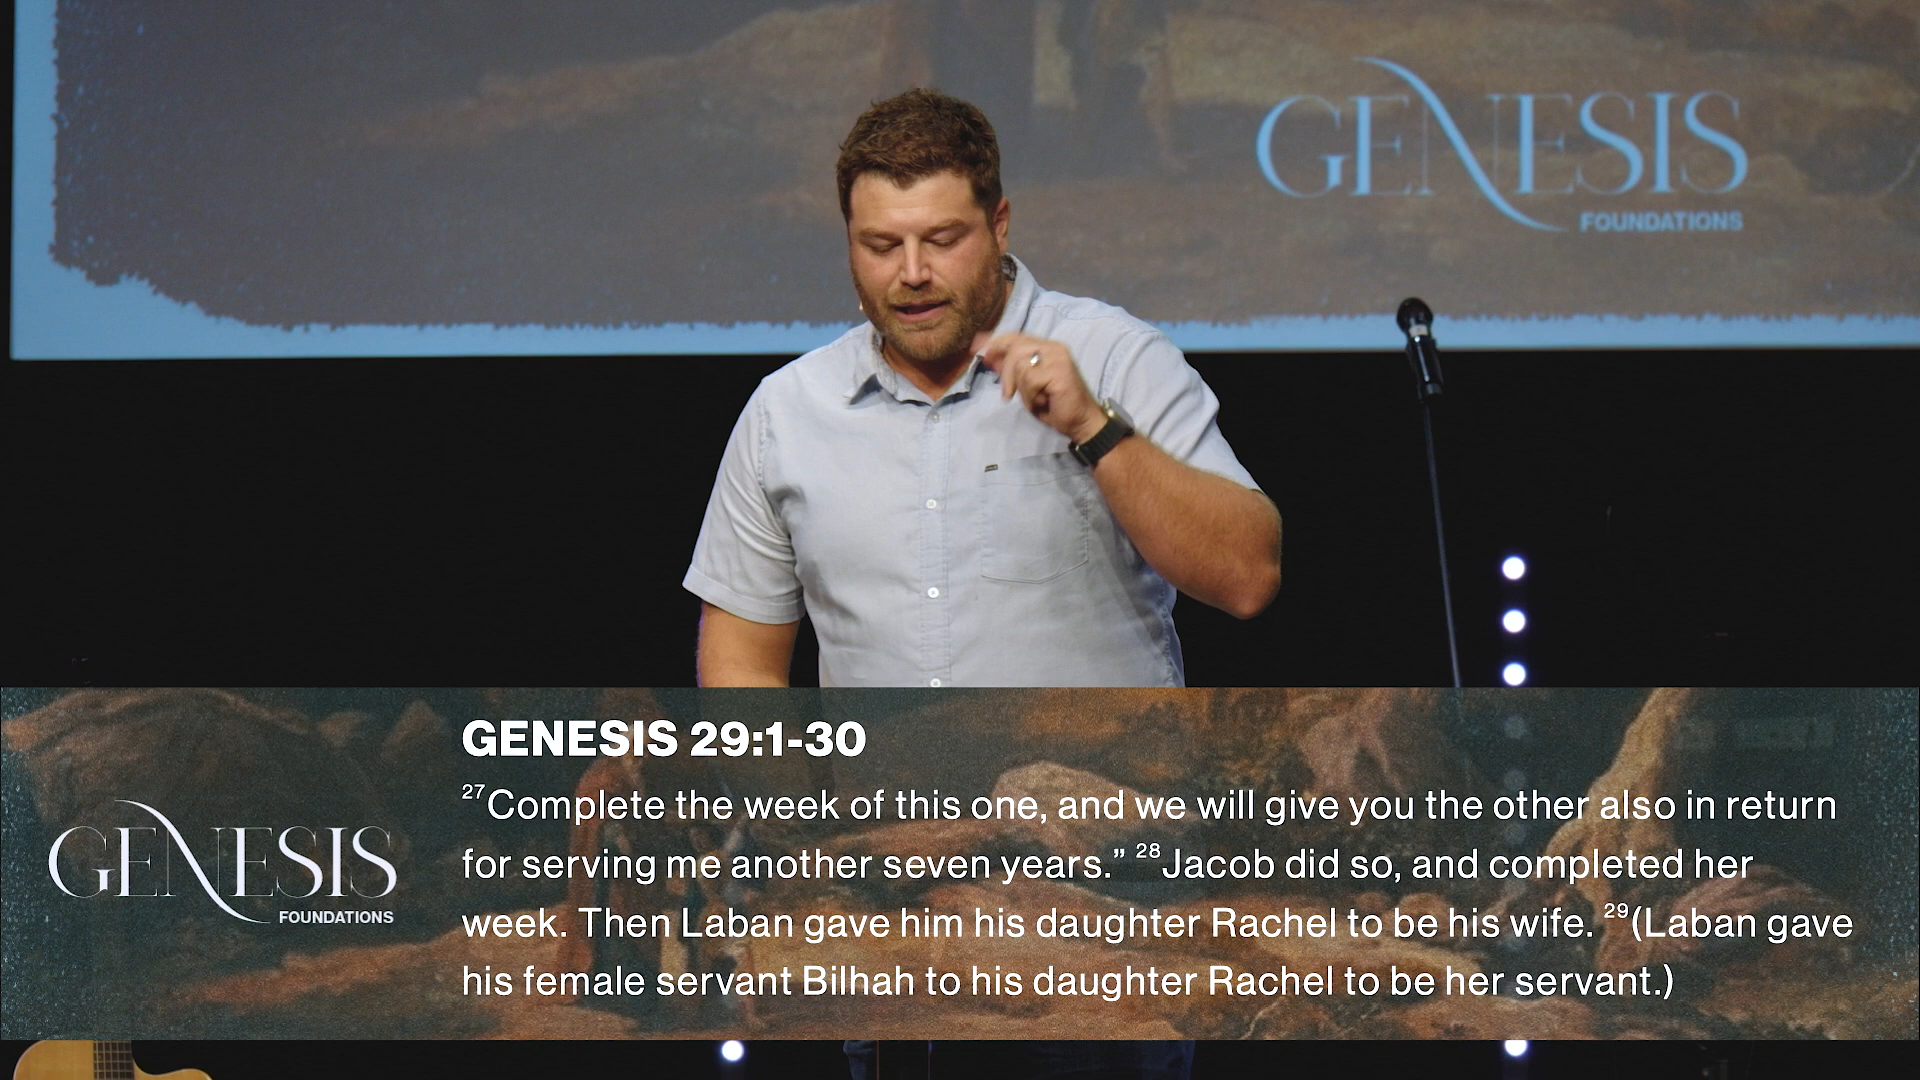 GENESIS
FOUNDATIONS
GENESIS 29:1-30
²⁷Complete the week of this one, and we will give you the other also in return
for serving me another seven years.” ²⁸Jacob did so, and completed her
week. Then Laban gave him his daughter Rachel to be his wife. ²⁹(Laban gave
his female servant Bilhah to his daughter Rachel to be her servant.)
GENESIS
FOUNDATIONS